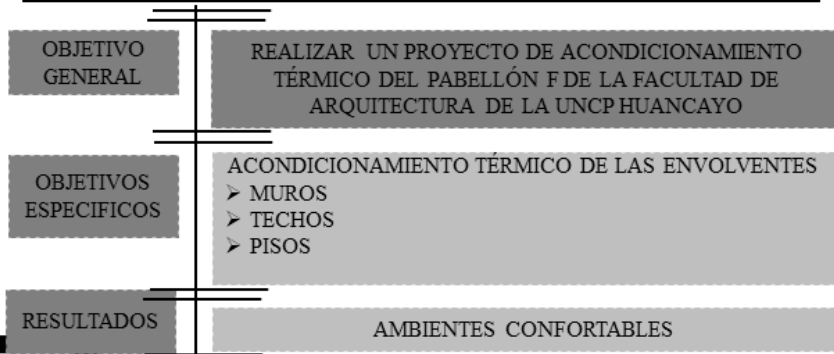 OBJETIVO
GENERAL
REALIZAR UN PROYECTO DE ACONDICIONAMIENTO
TÉRMICO DEL PABELLÓN F DE LA FACULTAD DE
ARQUITECTURA DE LA UNCP HUANCAYO
OBJETIVOS
ESPECIFICOS
ACONDICIONAMIENTO TÉRMICO DE LAS ENVOLVENTES
➢ MUROS
➢ TECHOS
➢ PISOS
RESULTADOS
AMBIENTES CONFORTABLES